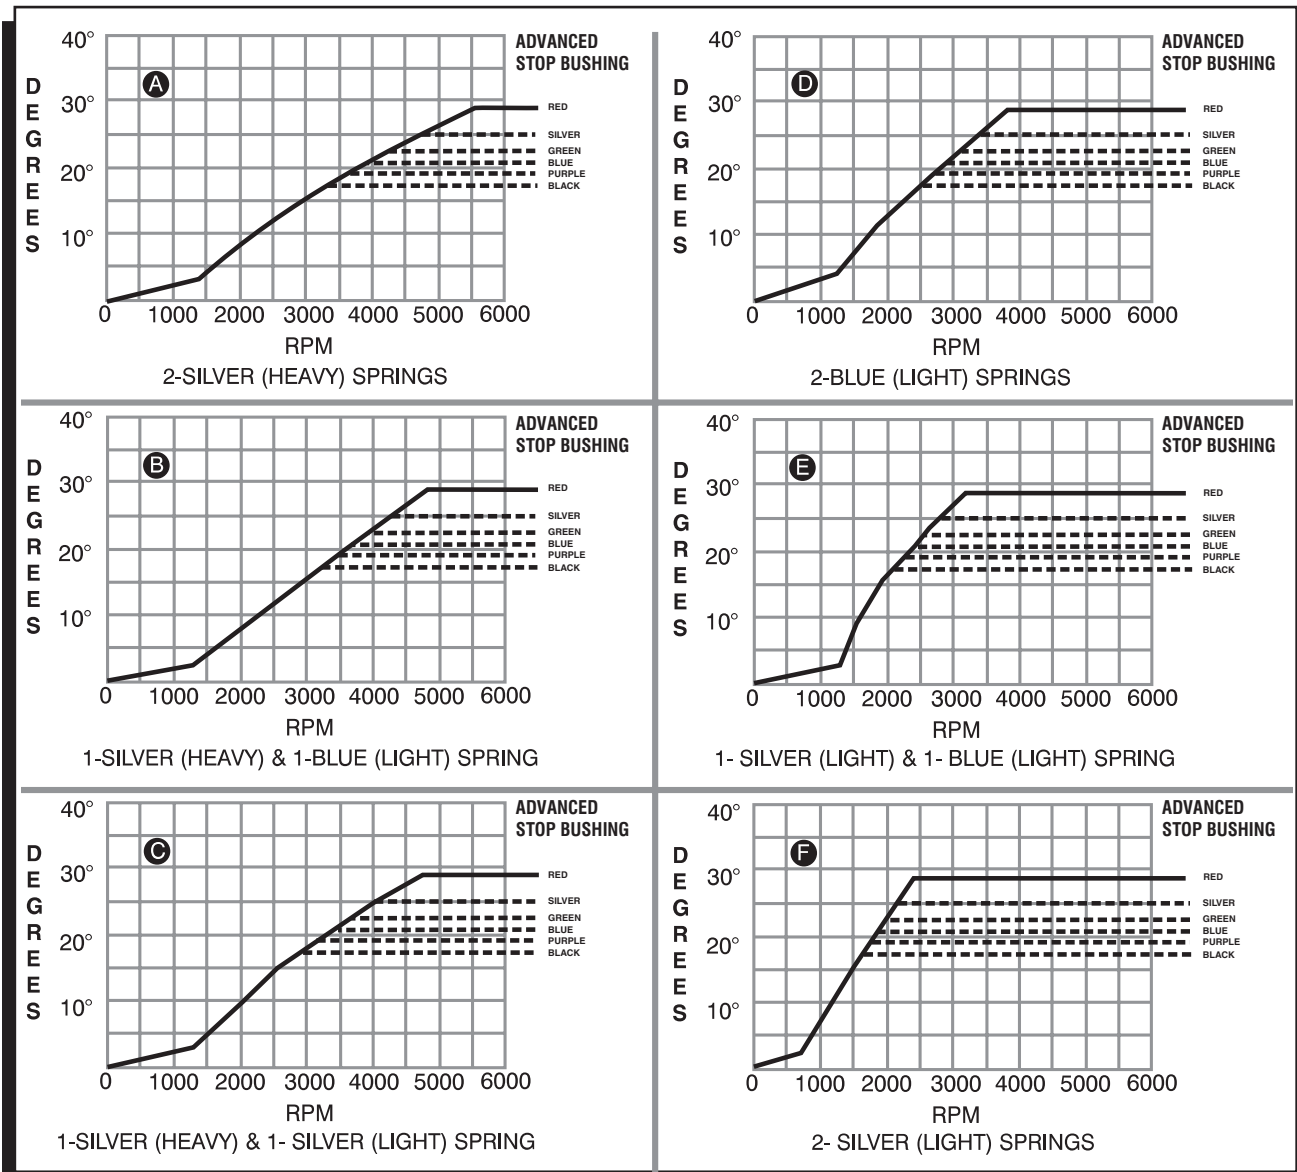 40°
30°
20°
10°
DEGREES
A
ADVANCED
STOP BUSHING
RED
SILVER
GREEN
BLUE
PURPLE
BLACK
0 1000 2000 3000 4000 5000 6000
RPM
2-SILVER (HEAVY) SPRINGS
40°
30°
20°
10°
DEGREES
D
ADVANCED
STOP BUSHING
RED
SILVER
GREEN
BLUE
PURPLE
BLACK
0 1000 2000 3000 4000 5000 6000
RPM
2-BLUE (LIGHT) SPRINGS
40°
30°
20°
10°
DEGREES
B
ADVANCED
STOP BUSHING
RED
SILVER
GREEN
BLUE
PURPLE
BLACK
0 1000 2000 3000 4000 5000 6000
RPM
1-SILVER (HEAVY) & 1-BLUE (LIGHT) SPRING
40°
30°
20°
10°
DEGREES
E
ADVANCED
STOP BUSHING
RED
SILVER
GREEN
BLUE
PURPLE
BLACK
0 1000 2000 3000 4000 5000 6000
RPM
1- SILVER (LIGHT) & 1- BLUE (LIGHT) SPRING
40°
30°
20°
10°
DEGREES
C
ADVANCED
STOP BUSHING
RED
SILVER
GREEN
BLUE
PURPLE
BLACK
0 1000 2000 3000 4000 5000 6000
RPM
1-SILVER (HEAVY) & 1- SILVER (LIGHT) SPRING
40°
30°
20°
10°
DEGREES
F
ADVANCED
STOP BUSHING
RED
SILVER
GREEN
BLUE
PURPLE
BLACK
0 1000 2000 3000 4000 5000 6000
RPM
2- SILVER (LIGHT) SPRINGS